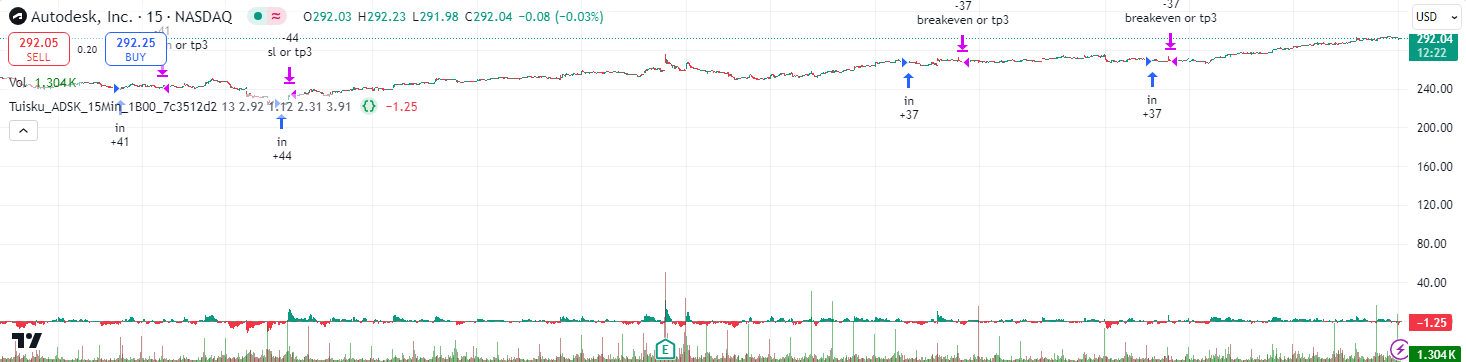 Autodesk, Inc. · 15 · NASDAQ
O292.03 H292.23 L291.98 C292.04 −0.08 (−0.03%)
292.05
SELL
0.20
292.25
BUY
Vol 1.304 K
Tuisku_ADSK_15Min_1B00_7c3512d2 13 2.92 1.12 2.31 3.91 −1.25
-41
or tp3
in
+41
-44
sl or tp3
in
+44
-37
breakeven or tp3
in
+37
-37
breakeven or tp3
in
+37
USD
292.04
12:22
240.00
200.00
160.00
120.00
80.00
40.00
−1.25
1.304 K
E